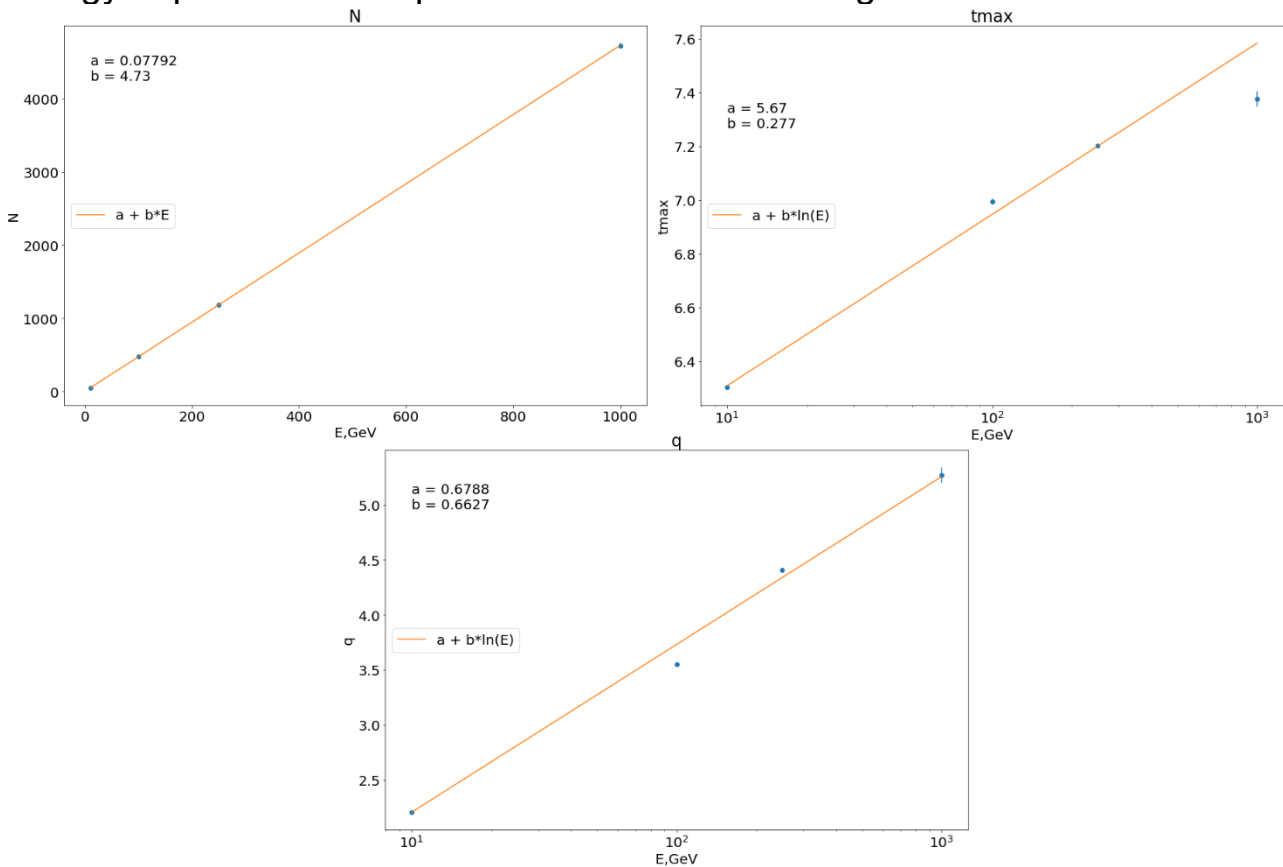 N
a = 0.07792
b = 4.73
a + b*E
N
4000
3000
2000
1000
0
0 200 400 600 800 1000
E,GeV
tmax
a = 5.67
b = 0.277
a + b*ln(E)
tmax
7.6
7.4
7.2
7.0
6.8
6.6
6.4
10¹ 10² 10³
E,GeV
q
a = 0.6788
b = 0.6627
a + b*ln(E)
q
5.0
4.5
4.0
3.5
3.0
2.5
10¹ 10² 10³
E,GeV